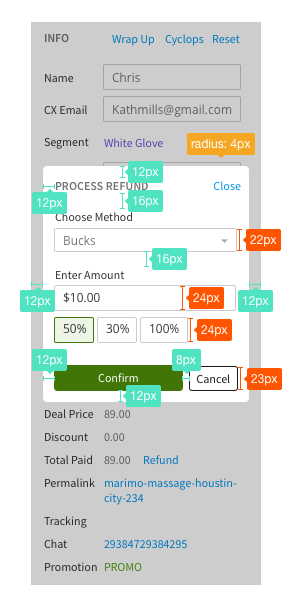 INFO Wrap Up Cyclops Reset
Name Chris
CX Email Kathmills@gmail.com
Segment White Glove
radius: 4px
12px
PROCESS REFUND Close
12px 16px
Choose Method
Bucks 22px
16px
Enter Amount
12px $10.00 24px 12px
50% 30% 100% 24px
12px 8px
Confirm Cancel 23px
12px
Deal Price 89.00
Discount 0.00
Total Paid 89.00 Refund
Permalink marimo-massage-houstin-
city-234
Tracking
Chat 29384729384295
Promotion PROMO